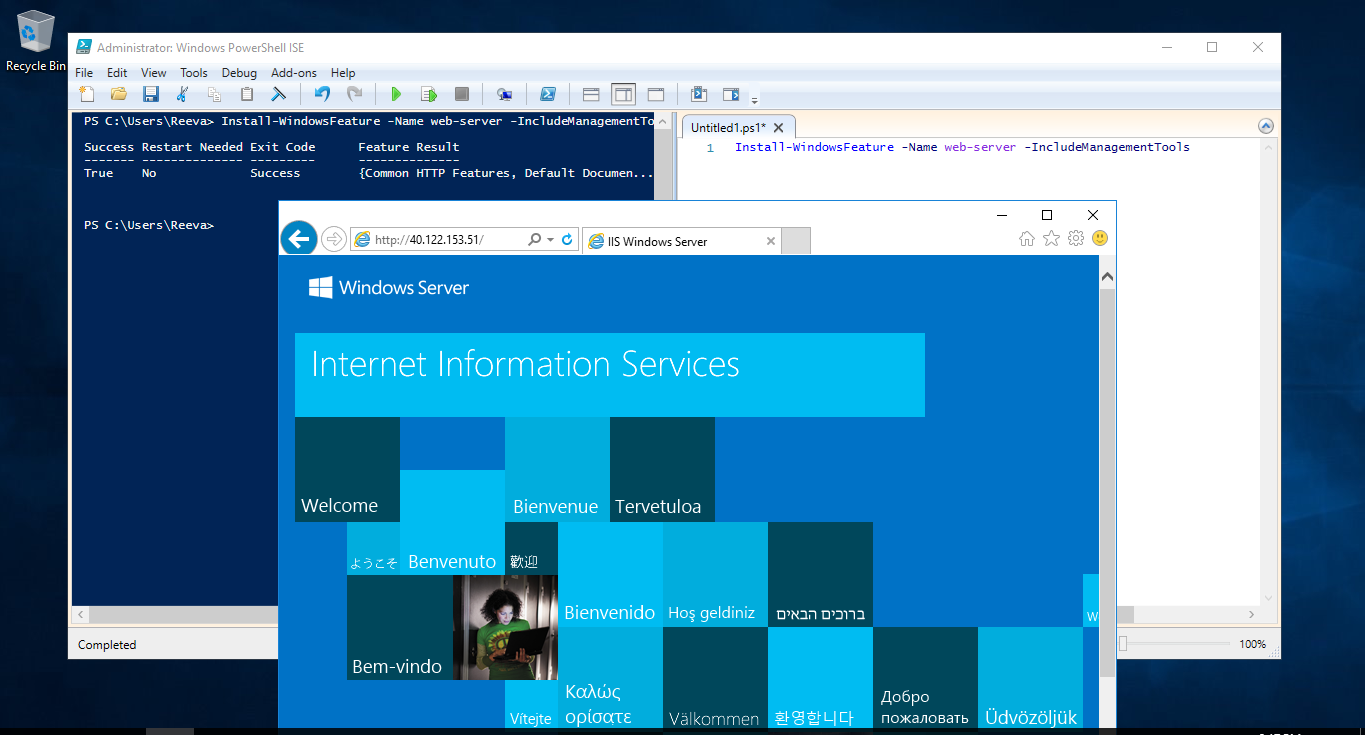 Recycle Bin
Administrator: Windows PowerShell ISE
File Edit View Tools Debug Add-ons Help
PS C:\Users\Reeva> Install-WindowsFeature -Name web-server -IncludeManagementTo
Success Restart Needed Exit Code Feature Result
------- -------------- --------- --------------
True No Success {Common HTTP Features, Default Documen...
PS C:\Users\Reeva>
Untitled1.ps1*
1 Install-WindowsFeature -Name web-server -IncludeManagementTools
http://40.122.153.51/
IIS Windows Server
Windows Server
Internet Information Services
Welcome
Bienvenue
Tervetuloa
ようこそ
Benvenuto
歡迎
Bienvenido
Hoş geldiniz
ברוכים הבאים
Bem-vindo
Vítejte
Καλώς
ορίσατε
Välkommen
환영합니다
Добро
пожаловать
Üdvözöljük
W
Completed
100%